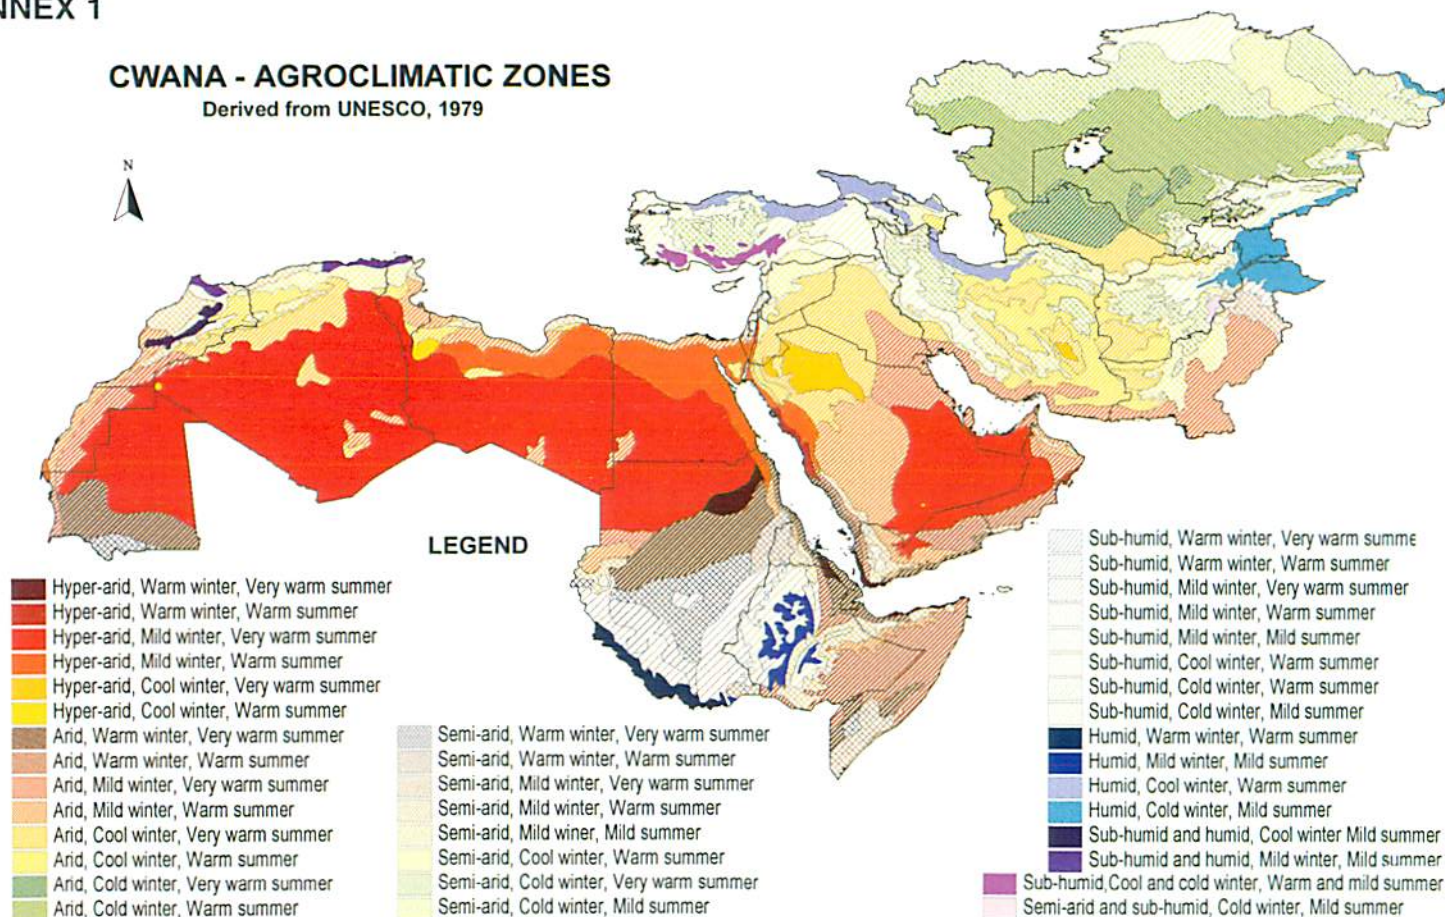 NNEX 1
CWANA - AGROCLIMATIC ZONES
Derived from UNESCO, 1979
N
LEGEND
Hyper-arid, Warm winter, Very warm summer
Hyper-arid, Warm winter, Warm summer
Hyper-arid, Mild winter, Very warm summer
Hyper-arid, Mild winter, Warm summer
Hyper-arid, Cool winter, Very warm summer
Hyper-arid, Cool winter, Warm summer
Arid, Warm winter, Very warm summer
Arid, Warm winter, Warm summer
Arid, Mild winter, Very warm summer
Arid, Mild winter, Warm summer
Arid, Cool winter, Very warm summer
Arid, Cool winter, Warm summer
Arid, Cold winter, Very warm summer
Arid, Cold winter, Warm summer
Semi-arid, Warm winter, Very warm summer
Semi-arid, Warm winter, Warm summer
Semi-arid, Mild winter, Very warm summer
Semi-arid, Mild winter, Warm summer
Semi-arid, Mild winer, Mild summer
Semi-arid, Cool winter, Warm summer
Semi-arid, Cold winter, Very warm summer
Semi-arid, Cold winter, Mild summer
Sub-humid, Warm winter, Very warm summe
Sub-humid, Warm winter, Warm summer
Sub-humid, Mild winter, Very warm summer
Sub-humid, Mild winter, Warm summer
Sub-humid, Mild winter, Mild summer
Sub-humid, Cool winter, Warm summer
Sub-humid, Cold winter, Warm summer
Sub-humid, Cold winter, Mild summer
Humid, Warm winter, Warm summer
Humid, Mild winter, Mild summer
Humid, Cool winter, Warm summer
Humid, Cold winter, Mild summer
Sub-humid and humid, Cool winter Mild summer
Sub-humid and humid, Mild winter, Mild summer
Sub-humid,Cool and cold winter, Warm and mild summer
Semi-arid and sub-humid, Cold winter, Mild summer